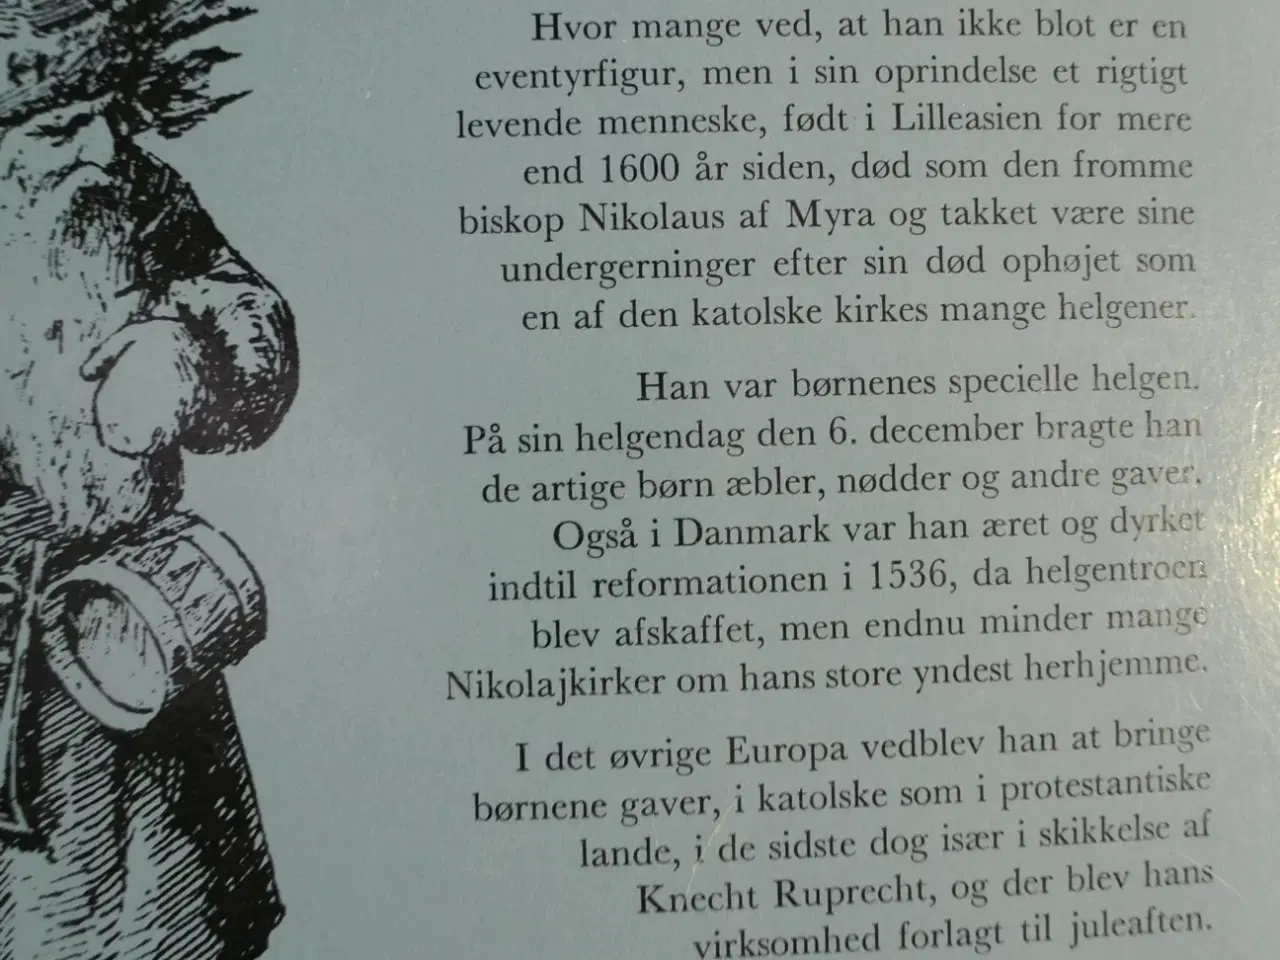 Hvor mange ved, at han ikke blot er en
eventyrfigur, men i sin oprindelse et rigtigt
levende menneske, født i Lilleasien for mere
end 1600 år siden, død som den fromme
biskop Nikolaus af Myra og takket være sine
undergerninger efter sin død ophøjet som
en af den katolske kirkes mange helgener.
Han var børnenes specielle helgen.
På sin helgendag den 6. december bragte han
de artige børn æbler, nødder og andre gaver.
Også i Danmark var han æret og dyrket
indtil reformationen i 1536, da helgentroen
blev afskaffet, men endnu minder mange
Nikolajkirker om hans store yndest herhjemme.
I det øvrige Europa vedblev han at bringe
børnene gaver, i katolske som i protestantiske
lande, i de sidste dog især i skikkelse af
Knecht Ruprecht, og der blev hans
virksomhed forlagt til juleaften.